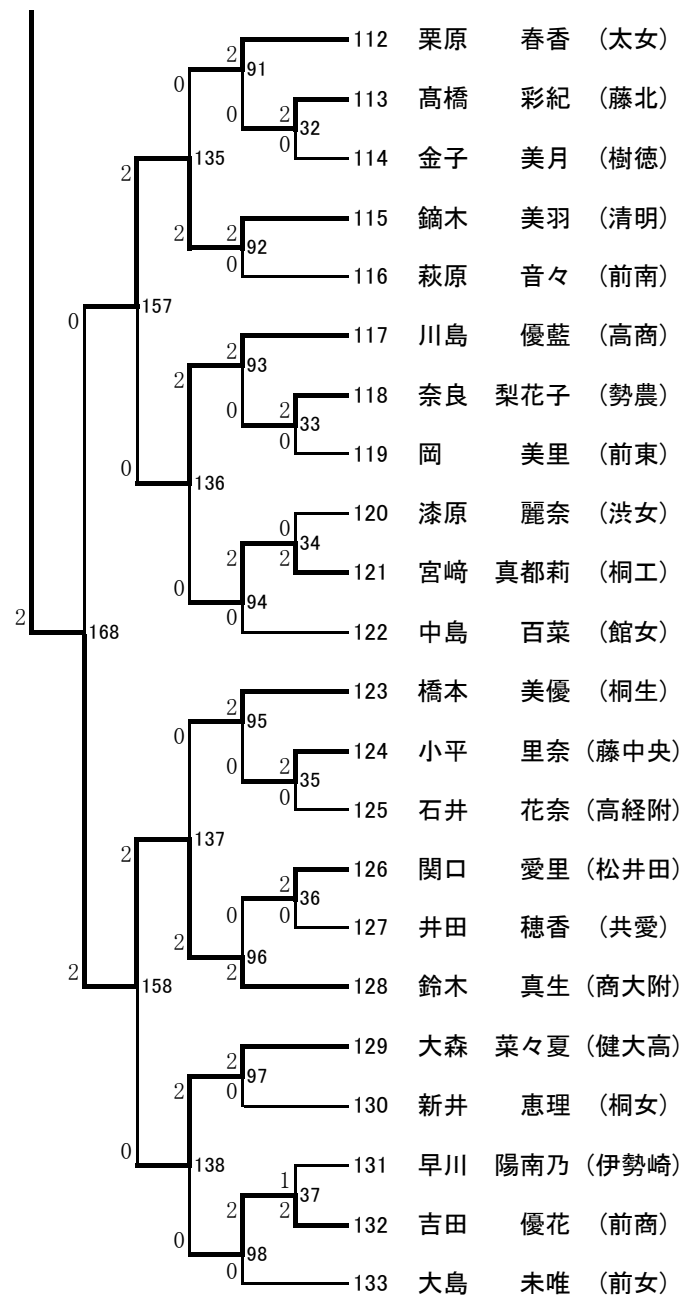 2 112 栗原 春香 (太女)
0 91
0 2 113 髙橋 彩紀 (藤北)
32
135 0 114 金子 美月 (樹徳)
2
2 2 115 鏑木 美羽 (清明)
92
0 116 萩原 音々 (前南)
0 157
2 117 川島 優藍 (高商)
2 93
0 2 118 奈良 梨花子 (勢農)
33
0 0 119 岡 美里 (前東)
136
0 120 漆原 麗奈 (渋女)
34
0 2 2 121 宮﨑 真都莉 (桐工)
94
2 168 0 122 中島 百菜 (館女)
2 123 橋本 美優 (桐生)
0 95
0 2 124 小平 里奈 (藤中央)
35
0 125 石井 花奈 (高経附)
2 137
2 126 関口 愛里 (松井田)
36
0 0 127 井田 穂香 (共愛)
2 96
2 158 2 128 鈴木 真生 (商大附)
2 129 大森 菜々夏 (健大高)
2 97
0 130 新井 恵理 (桐女)
0 138
1 131 早川 陽南乃 (伊勢崎)
37
2 2 132 吉田 優花 (前商)
0 98
0 133 大島 未唯 (前女)